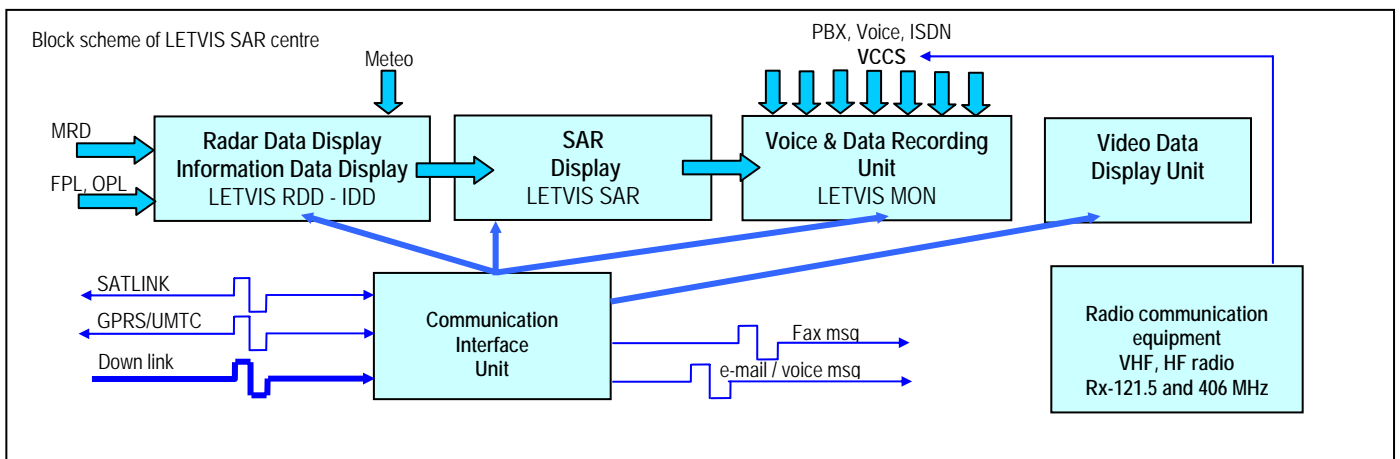 Block scheme of LETVIS SAR centre
PBX, Voice, ISDN
VCCS
Meteo
MRD
FPL, OPL
Radar Data Display
Information Data Display
LETVIS RDD - IDD
SAR
Display
LETVIS SAR
Voice & Data Recording
Unit
LETVIS MON
Video Data
Display Unit
SATLINK
GPRS/UMTC
Down link
Communication
Interface
Unit
Fax msg
e-mail / voice msg
Radio communication
equipment
VHF, HF radio
Rx-121.5 and 406 MHz